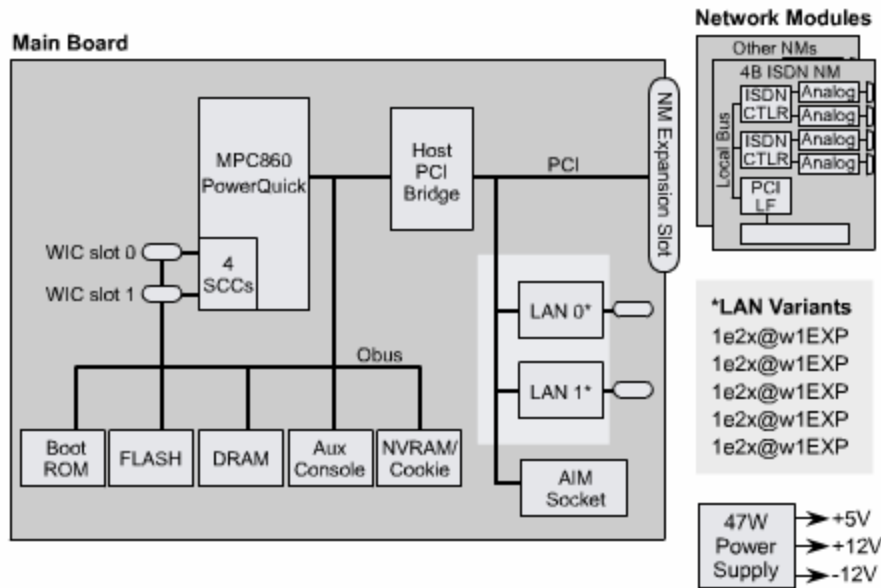 Network Modules
Main Board
Other NMs
4B ISDN NM
ISDN
CTLR
Analog
Analog
ISDN
CTLR
Analog
Analog
Local Bus
PCI
LF
MPC860
PowerQuick
Host
PCI
Bridge
PCI
NM Expansion Slot
WIC slot 0
4
SCCs
WIC slot 1
LAN 0*
LAN 1*
*LAN Variants
1e2x@w1EXP
1e2x@w1EXP
1e2x@w1EXP
1e2x@w1EXP
1e2x@w1EXP
Obus
Boot
ROM
FLASH
DRAM
Aux
Console
NVRAM/
Cookie
AIM
Socket
47W
Power
Supply
+5V
+12V
-12V